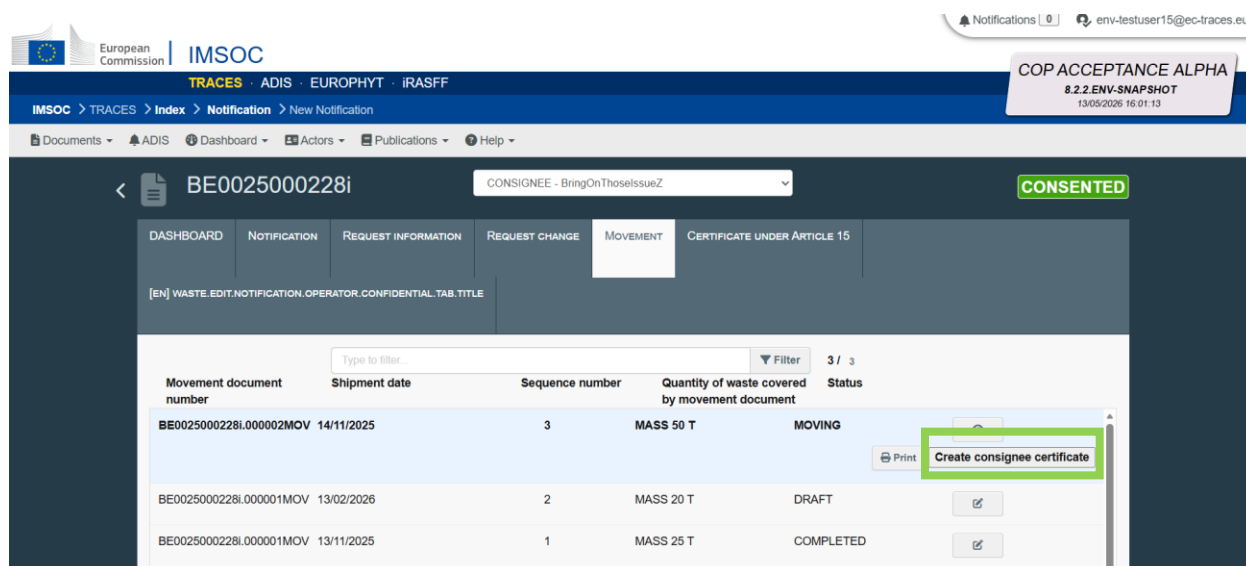 Notifications 0 env-testuser15@ec-traces.eu
European
Commission
IMSOC
COP ACCEPTANCE ALPHA
8.2.2.ENV-SNAPSHOT
13/05/2026 16:01:13
TRACES · ADIS · EUROPHYT · iRASFF
IMSOC > TRACES > Index > Notification > New Notification
Documents ADIS Dashboard Actors Publications Help
BE0025000228i
CONSIGNEE - BringOnThoseIssueZ
CONSENTED
DASHBOARD NOTIFICATION REQUEST INFORMATION REQUEST CHANGE MOVEMENT CERTIFICATE UNDER ARTICLE 15
[EN] WASTE.EDIT.NOTIFICATION.OPERATOR.CONFIDENTIAL.TAB.TITLE
Type to filter... Filter 3 / 3
Movement document number Shipment date Sequence number Quantity of waste covered by movement document Status
BE0025000228i.000002MOV 14/11/2025 3 MASS 50 T MOVING
Print Create consignee certificate
BE0025000228i.000001MOV 13/02/2026 2 MASS 20 T DRAFT
BE0025000228i.000001MOV 13/11/2025 1 MASS 25 T COMPLETED